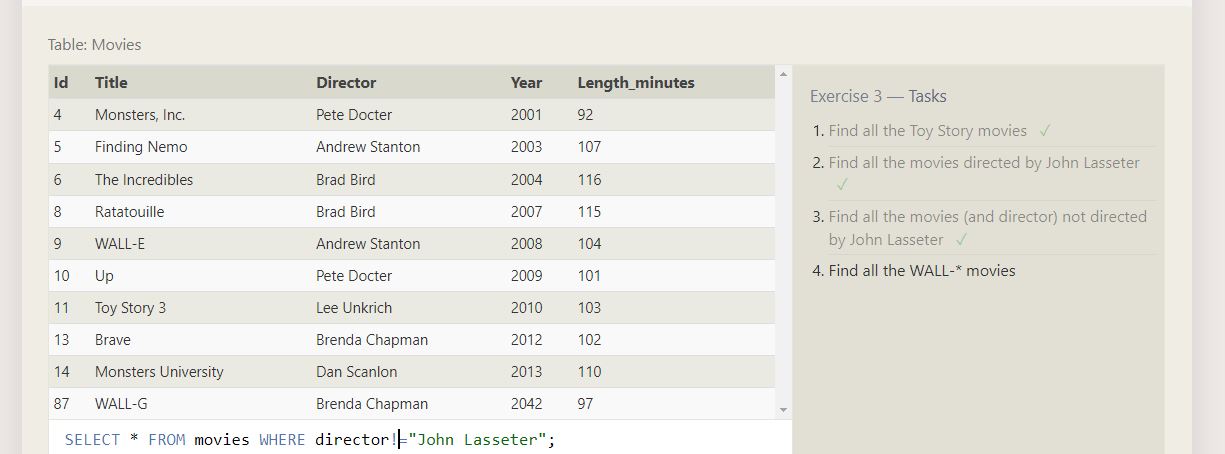 Table: Movies
Id Title Director Year Length_minutes
4 Monsters, Inc. Pete Docter 2001 92
5 Finding Nemo Andrew Stanton 2003 107
6 The Incredibles Brad Bird 2004 116
8 Ratatouille Brad Bird 2007 115
9 WALL-E Andrew Stanton 2008 104
10 Up Pete Docter 2009 101
11 Toy Story 3 Lee Unkrich 2010 103
13 Brave Brenda Chapman 2012 102
14 Monsters University Dan Scanlon 2013 110
87 WALL-G Brenda Chapman 2042 97
SELECT * FROM movies WHERE director!="John Lasseter";
Exercise 3 — Tasks
1. Find all the Toy Story movies ✓
2. Find all the movies directed by John Lasseter
✓
3. Find all the movies (and director) not directed
by John Lasseter ✓
4. Find all the WALL-* movies